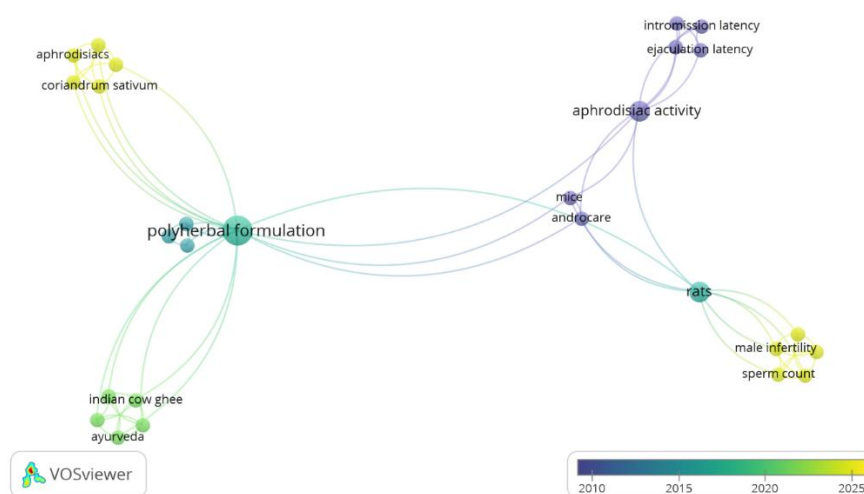 intromission latency
aphrodisiacs
ejaculation latency
coriandrum sativum
aphrodisiac activity
mice
androcare
polyherbal formulation
rats
male infertility
sperm count
indian cow ghee
ayurveda
VOSviewer
2010 2015 2020 2025